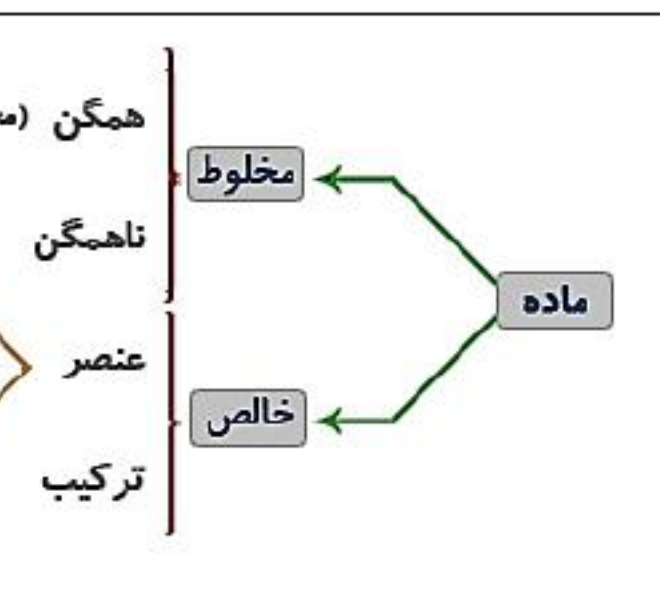 ماده
مخلوط
همگن
ناهمگن
خالص
عنصر
ترکیب